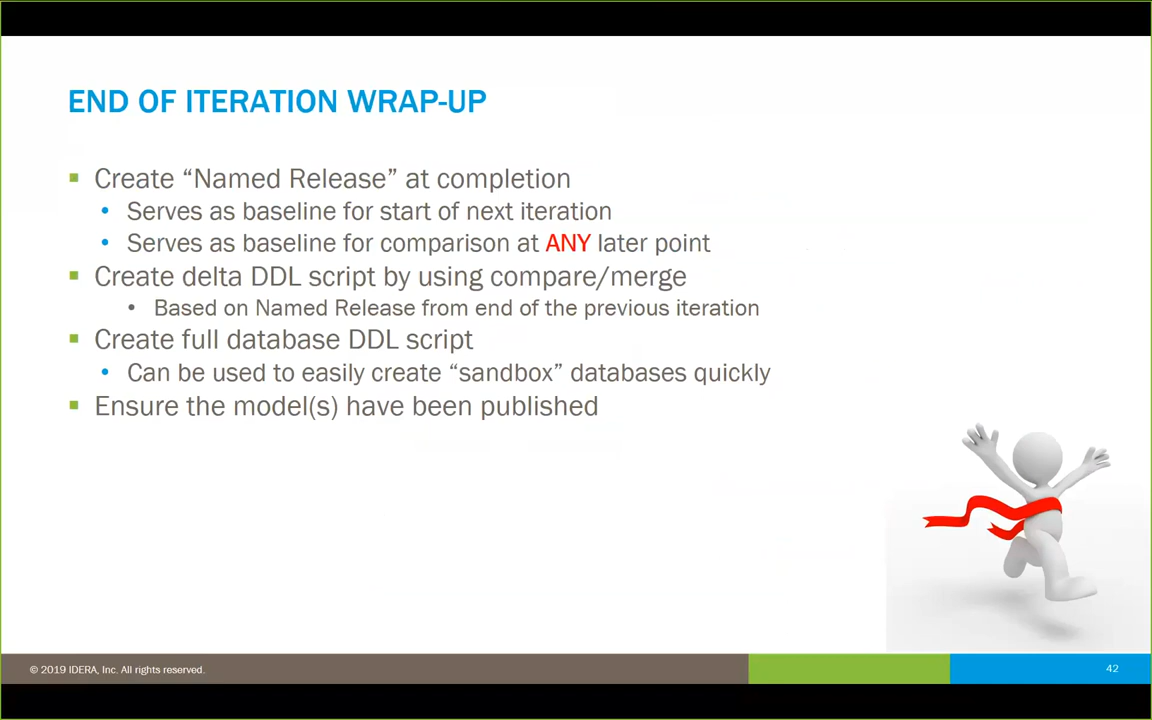 END OF ITERATION WRAP-UP
Create “Named Release” at completion
Serves as baseline for start of next iteration
Serves as baseline for comparison at ANY later point
Create delta DDL script by using compare/merge
Based on Named Release from end of the previous iteration
Create full database DDL script
Can be used to easily create “sandbox” databases quickly
Ensure the model(s) have been published
© 2019 IDERA, Inc. All rights reserved.
42